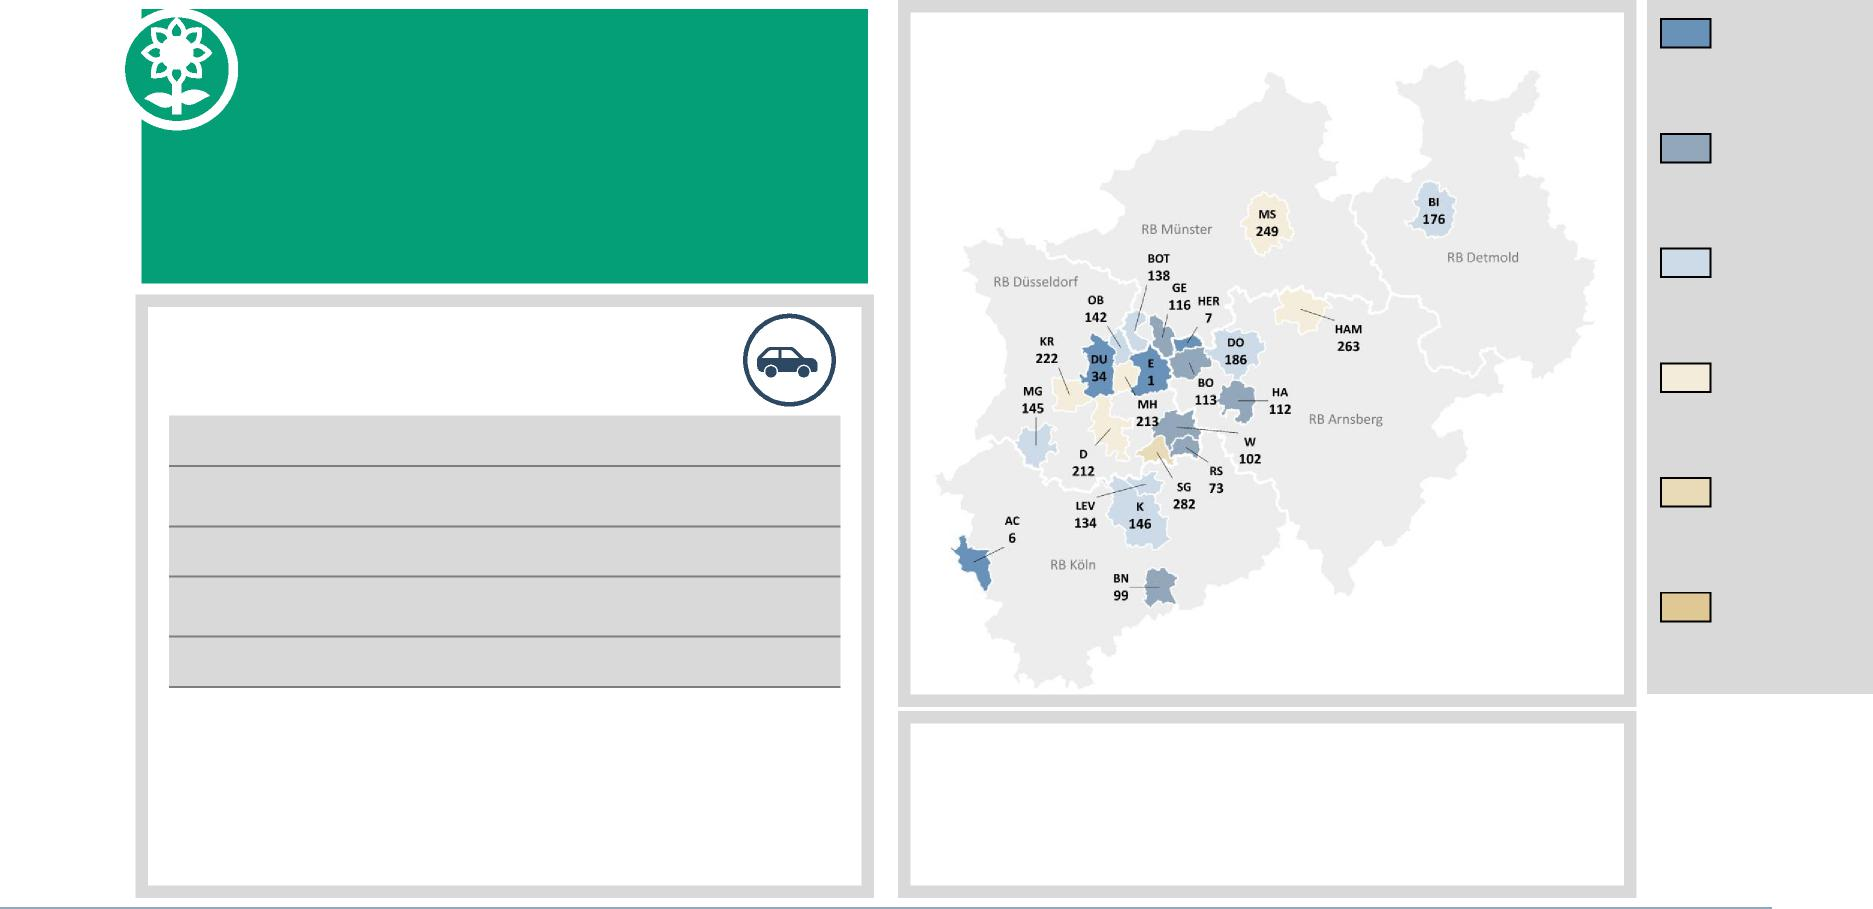 BI
176
MS
249
RB Münster
RB Detmold
BOT
138
RB Düsseldorf
GE
116
HER
7
OB
142
HAM
263
KR
222
DO
186
DU
34
E
1
BO
113
MG
145
HA
112
MH
213
RB Arnsberg
W
102
D
212
RS
73
SG
282
LEV
134
K
146
AC
6
RB Köln
BN
99